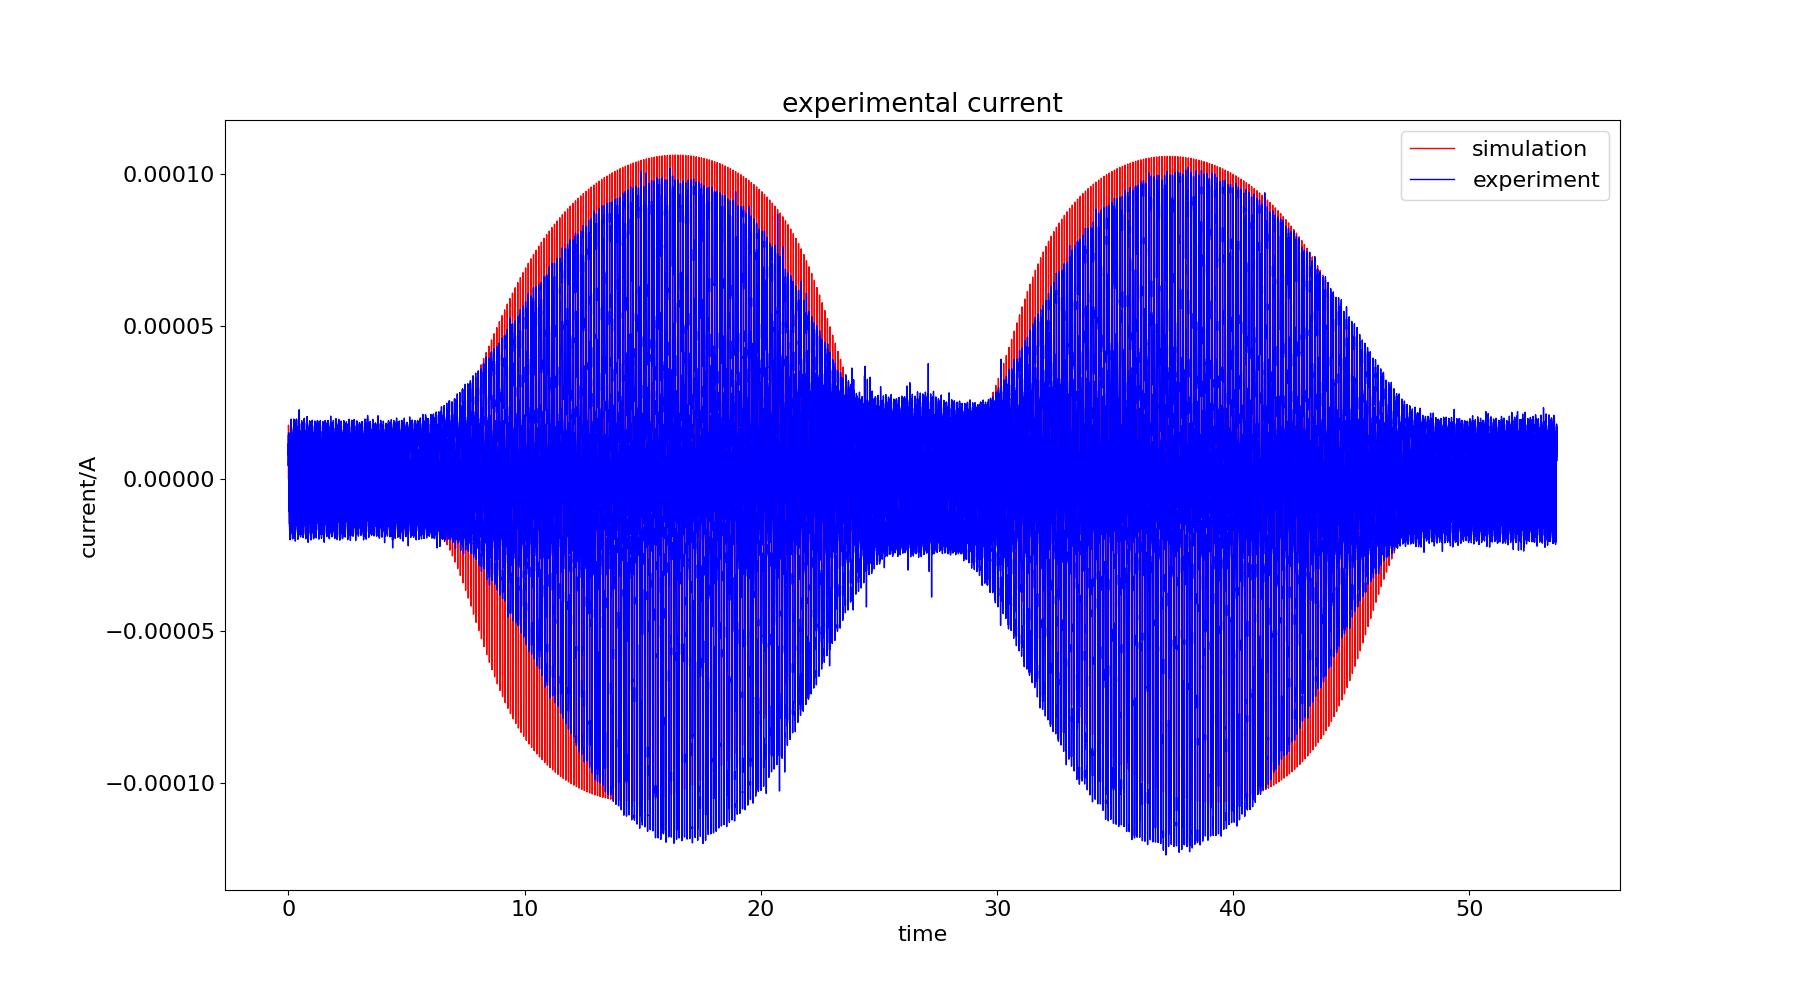 experimental current
simulation
experiment
0.00010
0.00005
0.00000
−0.00005
−0.00010
current/A
0 10 20 30 40 50
time